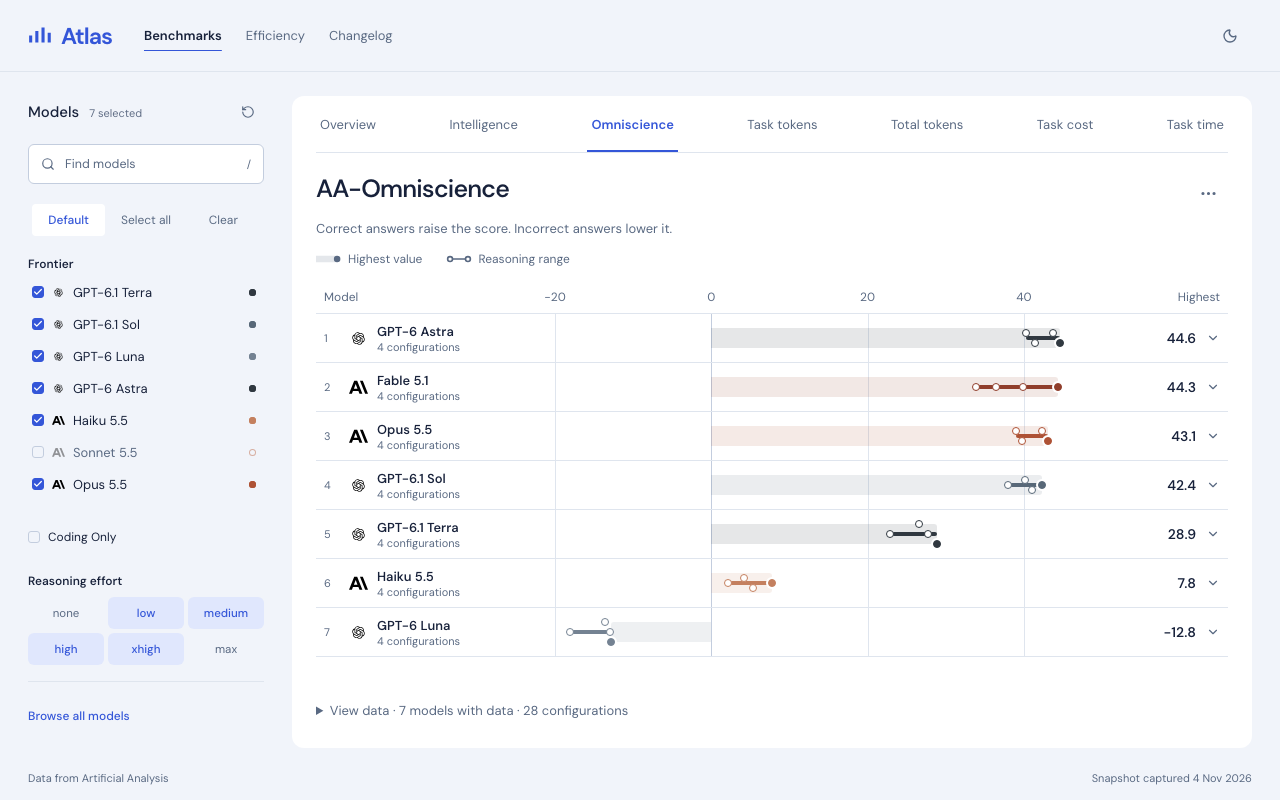 Atlas
Benchmarks Efficiency Changelog
Models 7 selected
Find models /
Default Select all Clear
Frontier
GPT-6.1 Terra
GPT-6.1 Sol
GPT-6 Luna
GPT-6 Astra
Haiku 5.5
Sonnet 5.5
Opus 5.5
Coding Only
Reasoning effort
none low medium
high xhigh max
Browse all models
Overview Intelligence Omniscience Task tokens Total tokens Task cost Task time
AA-Omniscience
Correct answers raise the score. Incorrect answers lower it.
Highest value Reasoning range
Model -20 0 20 40 Highest
1 GPT-6 Astra 44.6
4 configurations
2 Fable 5.1 44.3
4 configurations
3 Opus 5.5 43.1
4 configurations
4 GPT-6.1 Sol 42.4
4 configurations
5 GPT-6.1 Terra 28.9
4 configurations
6 Haiku 5.5 7.8
4 configurations
7 GPT-6 Luna -12.8
4 configurations
View data · 7 models with data · 28 configurations
Data from Artificial Analysis
Snapshot captured 4 Nov 2026